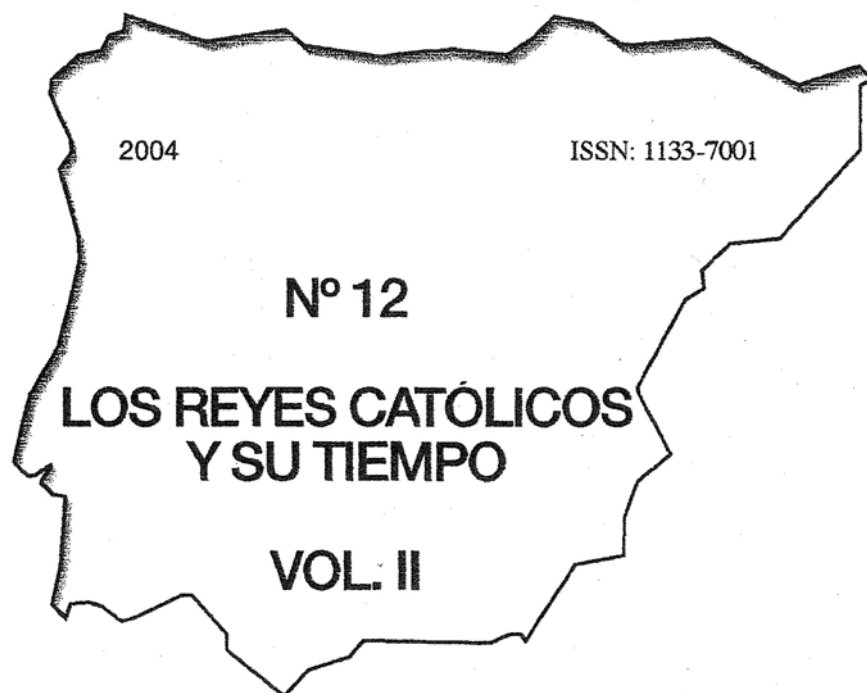 2004
ISSN: 1133-7001
Nº 12
LOS REYES CATÓLICOS
Y SU TIEMPO
VOL. II